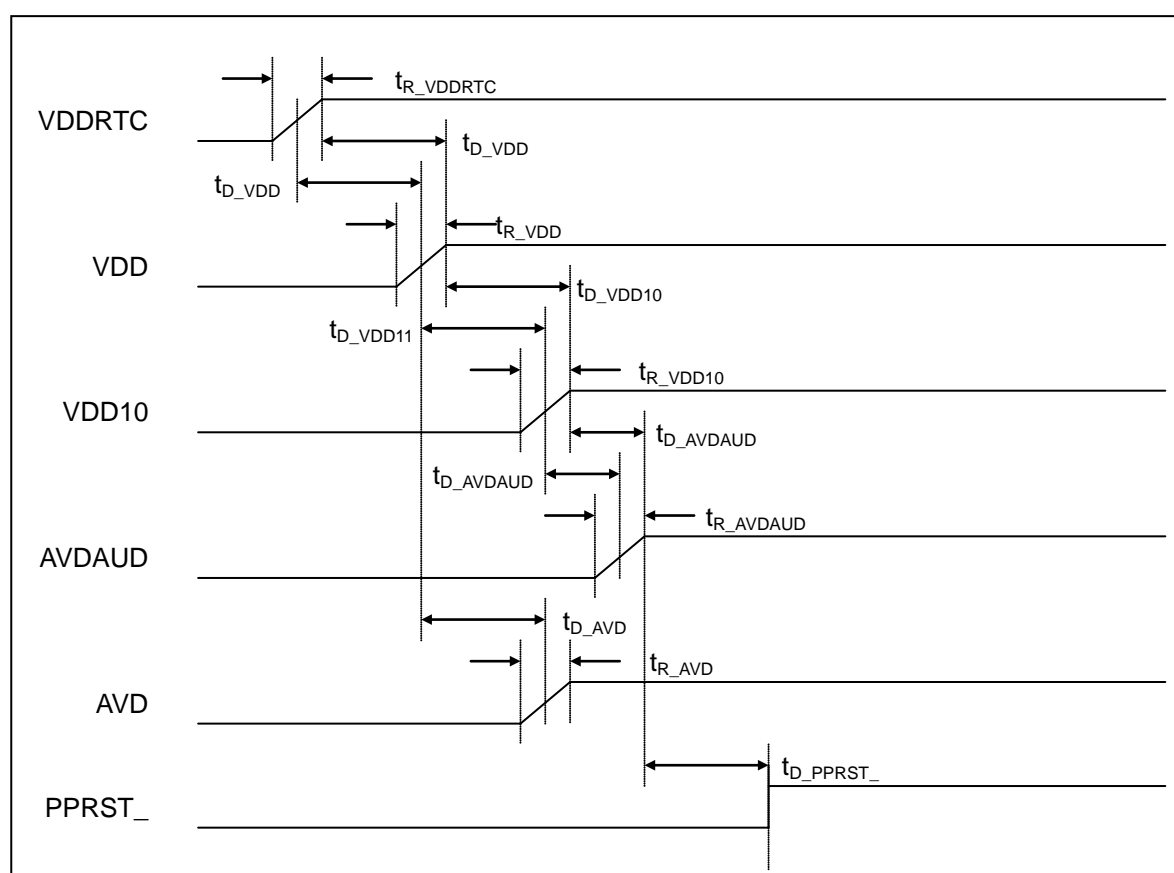 tR_VDDRTC
VDDRTC
tD_VDD
tD_VDD
tR_VDD
VDD
tD_VDD10
tD_VDD11
tR_VDD10
VDD10
tD_AVDAUD
tD_AVDAUD
tR_AVDAUD
AVDAUD
tD_AVD
tR_AVD
AVD
tD_PPRST_
PPRST_